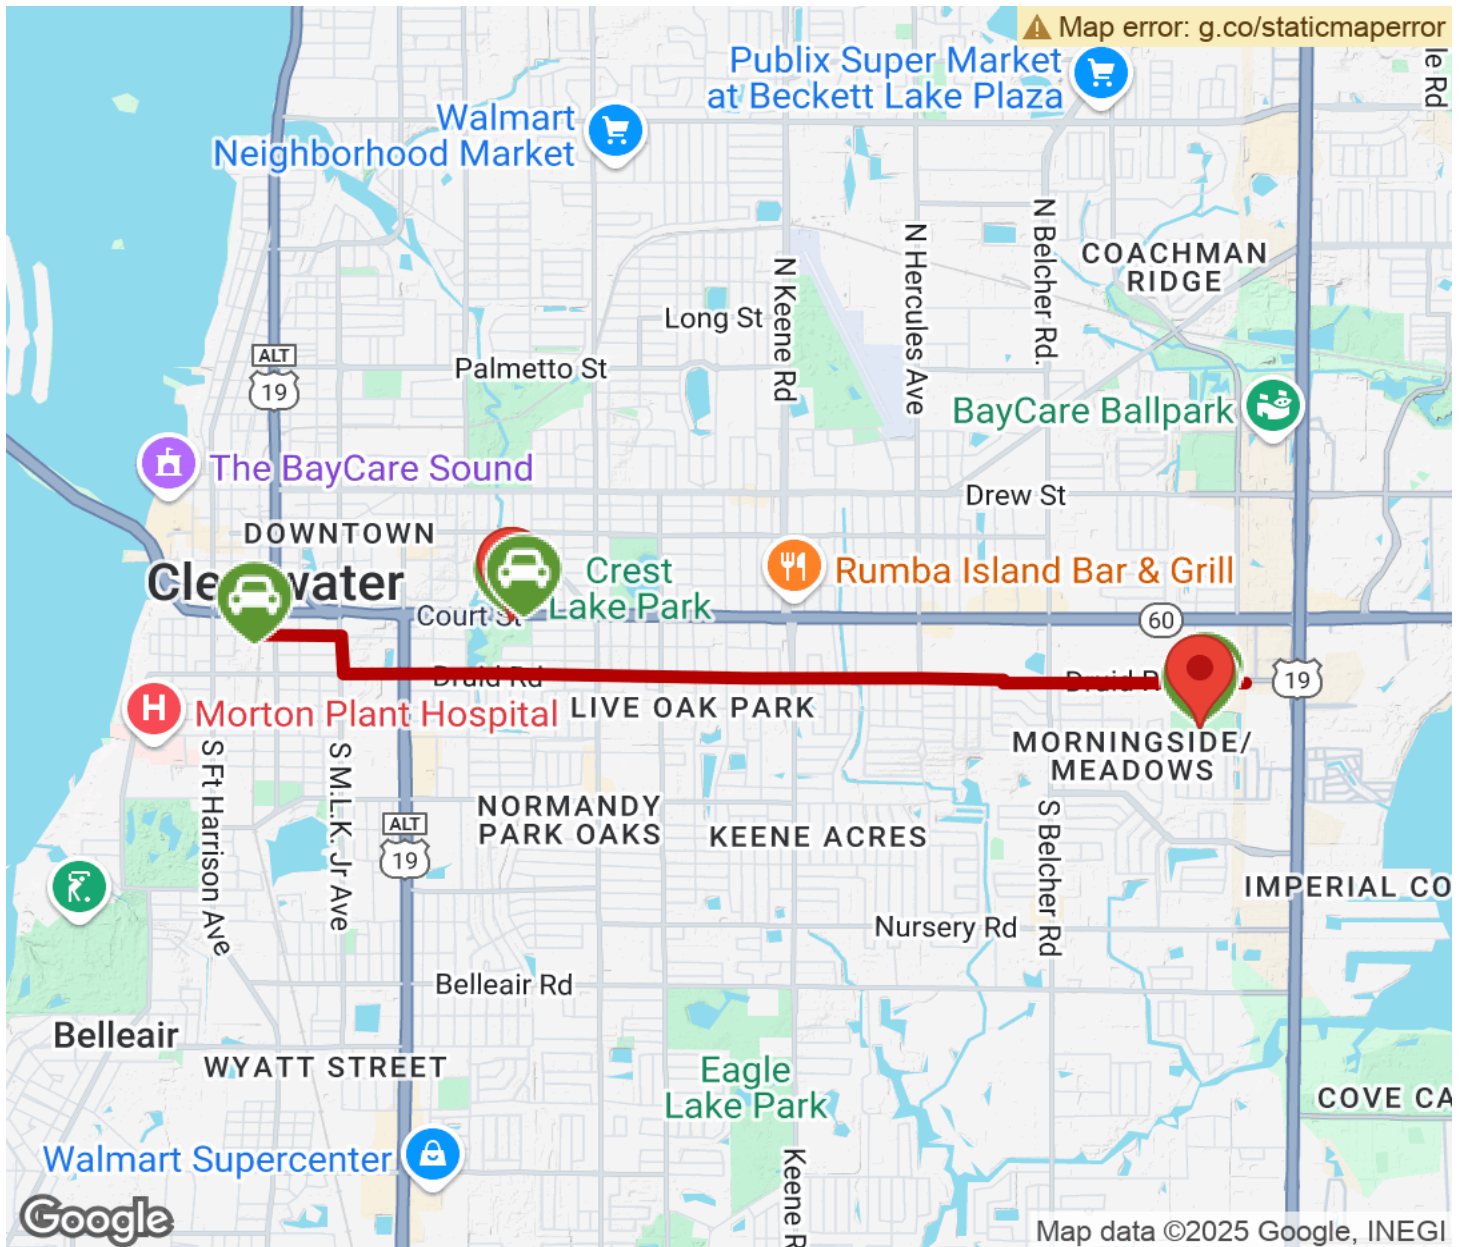 Map error: g.co/staticmaperror
le Rd
Publix Super Market
at Beckett Lake Plaza
Walmart
Neighborhood Market
N Keene Rd
N Hercules Ave
N Belcher Rd.
COACHMAN
RIDGE
Long St
ALT
19
Palmetto St
BayCare Ballpark
The BayCare Sound
Drew St
DOWNTOWN
Crest
Lake Park
Rumba Island Bar & Grill
Court St
60
Druid Rd
19
H
Morton Plant Hospital
LIVE OAK PARK
MORNINGSIDE/
MEADOWS
S Ft Harrison Ave
S M.L.K. Jr Ave
NORMANDY
PARK OAKS
KEENE ACRES
ALT
19
S Belcher Rd
IMPERIAL CO
Nursery Rd
Belleair Rd
Belleair
WYATT STREET
Eagle
Lake Park
COVE CA
Walmart Supercenter
Keene R
Google
Map data ©2025 Google, INEGI